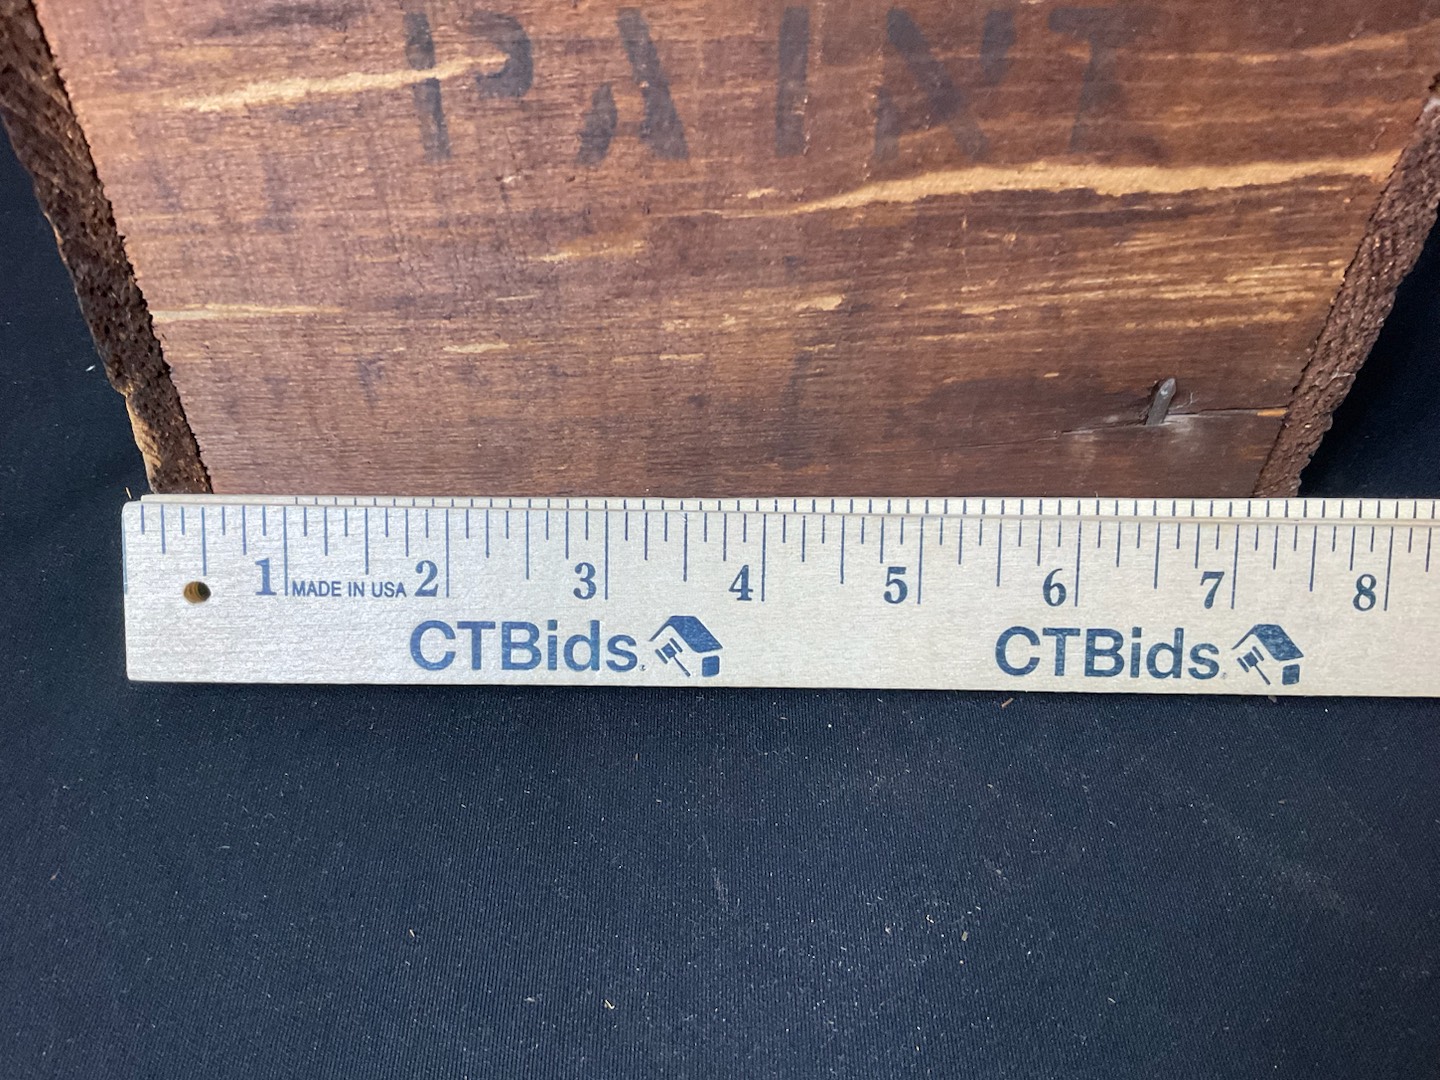 PAINT
1 MADE IN USA 2 3 4 5 6 7 8
CTBids. CTBids.